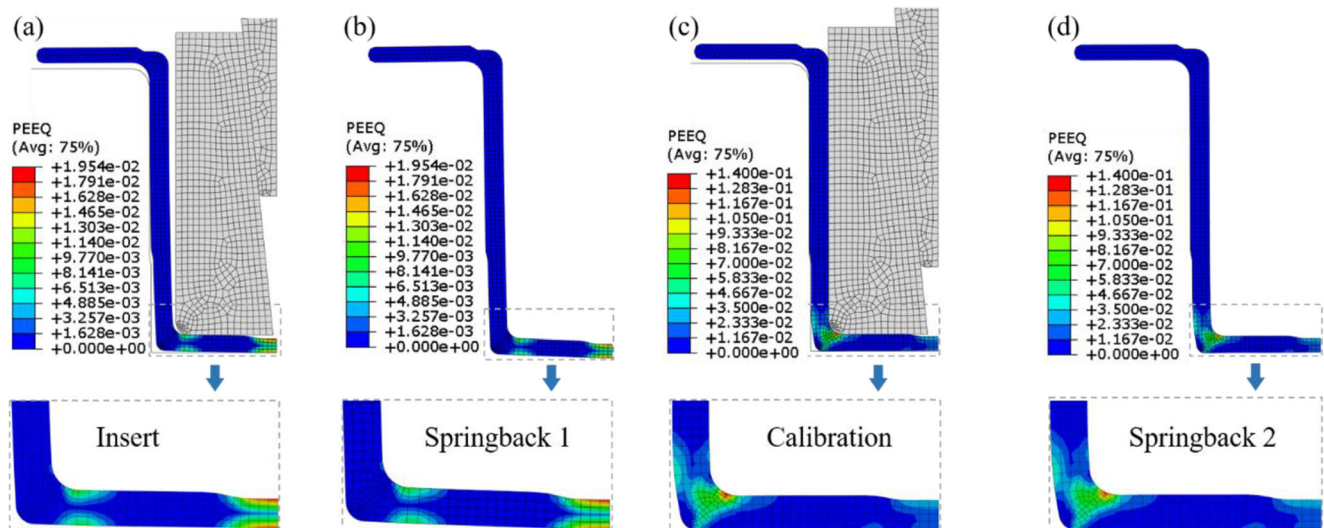 (a)
PEEQ
(Avg: 75%)
+1.954e-02
+1.791e-02
+1.628e-02
+1.465e-02
+1.303e-02
+1.140e-02
+9.770e-03
+8.141e-03
+6.513e-03
+4.885e-03
+3.257e-03
+1.628e-03
+0.000e+00
Insert
(b)
PEEQ
(Avg: 75%)
+1.954e-02
+1.791e-02
+1.628e-02
+1.465e-02
+1.303e-02
+1.140e-02
+9.770e-03
+8.141e-03
+6.513e-03
+4.885e-03
+3.257e-03
+1.628e-03
+0.000e+00
Springback 1
(c)
PEEQ
(Avg: 75%)
+1.400e-01
+1.283e-01
+1.167e-01
+1.050e-01
+9.333e-02
+8.167e-02
+7.000e-02
+5.833e-02
+4.667e-02
+3.500e-02
+2.333e-02
+1.167e-02
+0.000e+00
Calibration
(d)
PEEQ
(Avg: 75%)
+1.400e-01
+1.283e-01
+1.167e-01
+1.050e-01
+9.333e-02
+8.167e-02
+7.000e-02
+5.833e-02
+4.667e-02
+3.500e-02
+2.333e-02
+1.167e-02
+0.000e+00
Springback 2